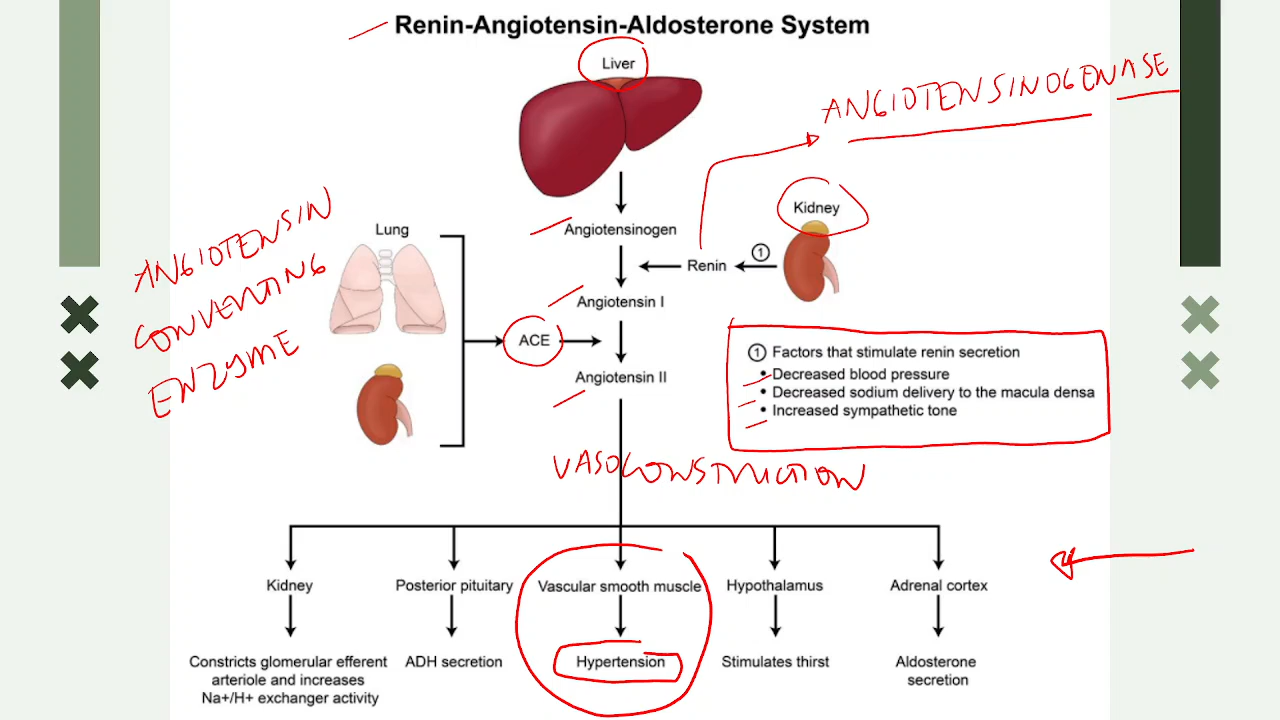 Renin-Angiotensin-Aldosterone System
Liver
ANGIOTENSINOGENASE
Kidney
Angiotensinogen
Lung
ANGIOTENSIN
CONVERTING
ENZYME
1
Renin
Angiotensin I
ACE
Angiotensin II
1 Factors that stimulate renin secretion
• Decreased blood pressure
• Decreased sodium delivery to the macula densa
• Increased sympathetic tone
VASOCONSTRICTION
Kidney
Posterior pituitary
Vascular smooth muscle
Hypothalamus
Adrenal cortex
Constricts glomerular efferent
arteriole and increases
Na+/H+ exchanger activity
ADH secretion
Hypertension
Stimulates thirst
Aldosterone
secretion